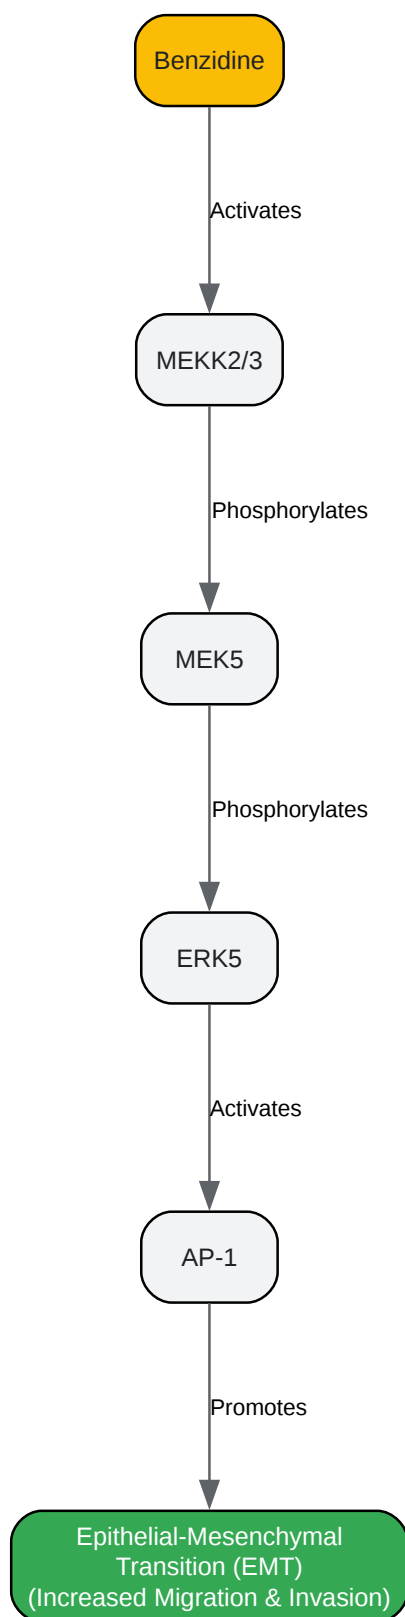 Benzidine
Activates
MEKK2/3
Phosphorylates
MEK5
Phosphorylates
ERK5
Activates
AP-1
Promotes
Epithelial-Mesenchymal
Transition (EMT)
(Increased Migration & Invasion)